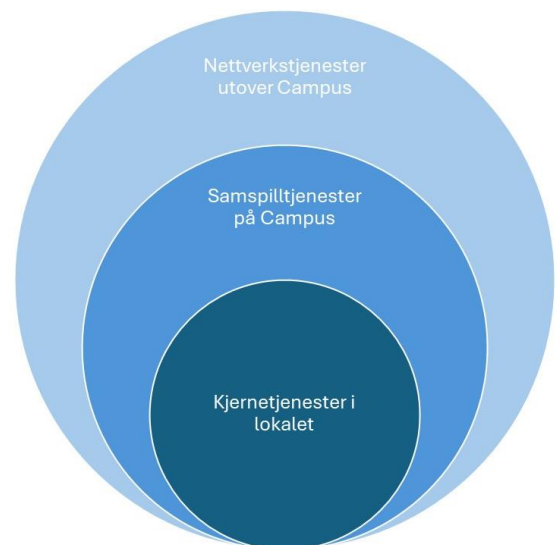 Nettverkstjenester
utover Campus
Samspilltjenester
på Campus
Kjernetjenester i
lokalet